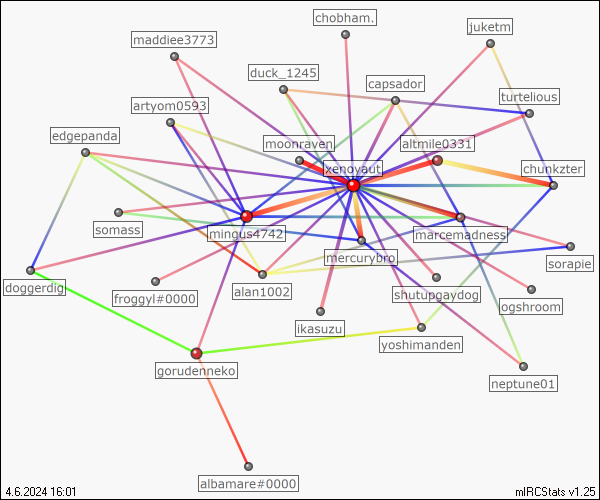 chobham.
juketm
maddiee3773
duck_1245
capsador
turtelious
artyom0593
edgepanda
moonraven
altmile0331
xenoyaut
chunkzter
somass
mingus4742
marcemadness
mercurybro
sorapie
doggerdig
froggyl#0000
alan1002
shutupgaydog
ogshroom
ikasuzu
yoshimanden
gorudenneko
neptune01
albamare#0000
4.6.2024 16:01
mIRCStats v1.25